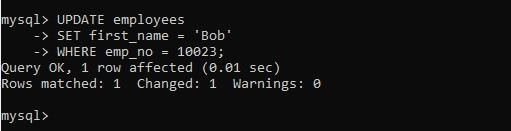 mysql> UPDATE employees
    -> SET first_name = 'Bob'
    -> WHERE emp_no = 10023;
Query OK, 1 row affected (0.01 sec)
Rows matched: 1  Changed: 1  Warnings: 0
mysql>